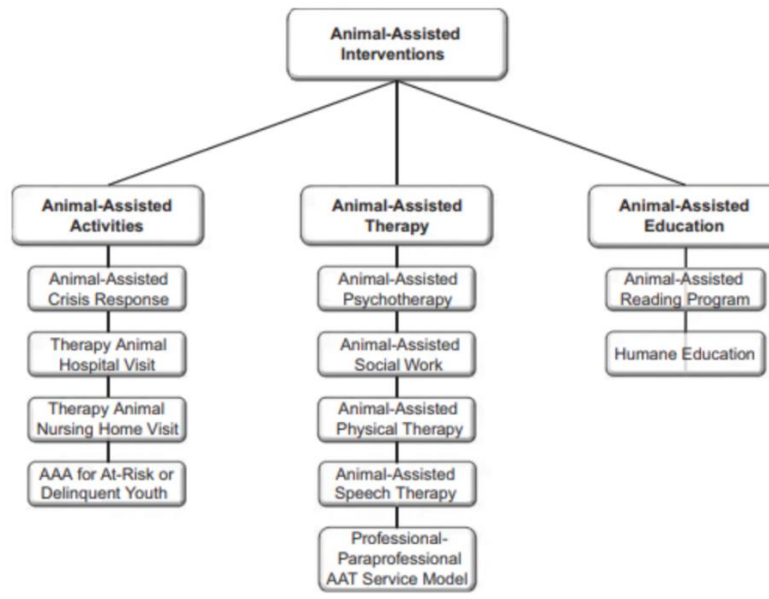 Animal-Assisted
Interventions
Animal-Assisted
Activities
Animal-Assisted
Crisis Response
Therapy Animal
Hospital Visit
Therapy Animal
Nursing Home Visit
AAA for At-Risk or
Delinquent Youth
Animal-Assisted
Therapy
Animal-Assisted
Psychotherapy
Animal-Assisted
Social Work
Animal-Assisted
Physical Therapy
Animal-Assisted
Speech Therapy
Professional-
Paraprofessional
AAT Service Model
Animal-Assisted
Education
Animal-Assisted
Reading Program
Humane Education